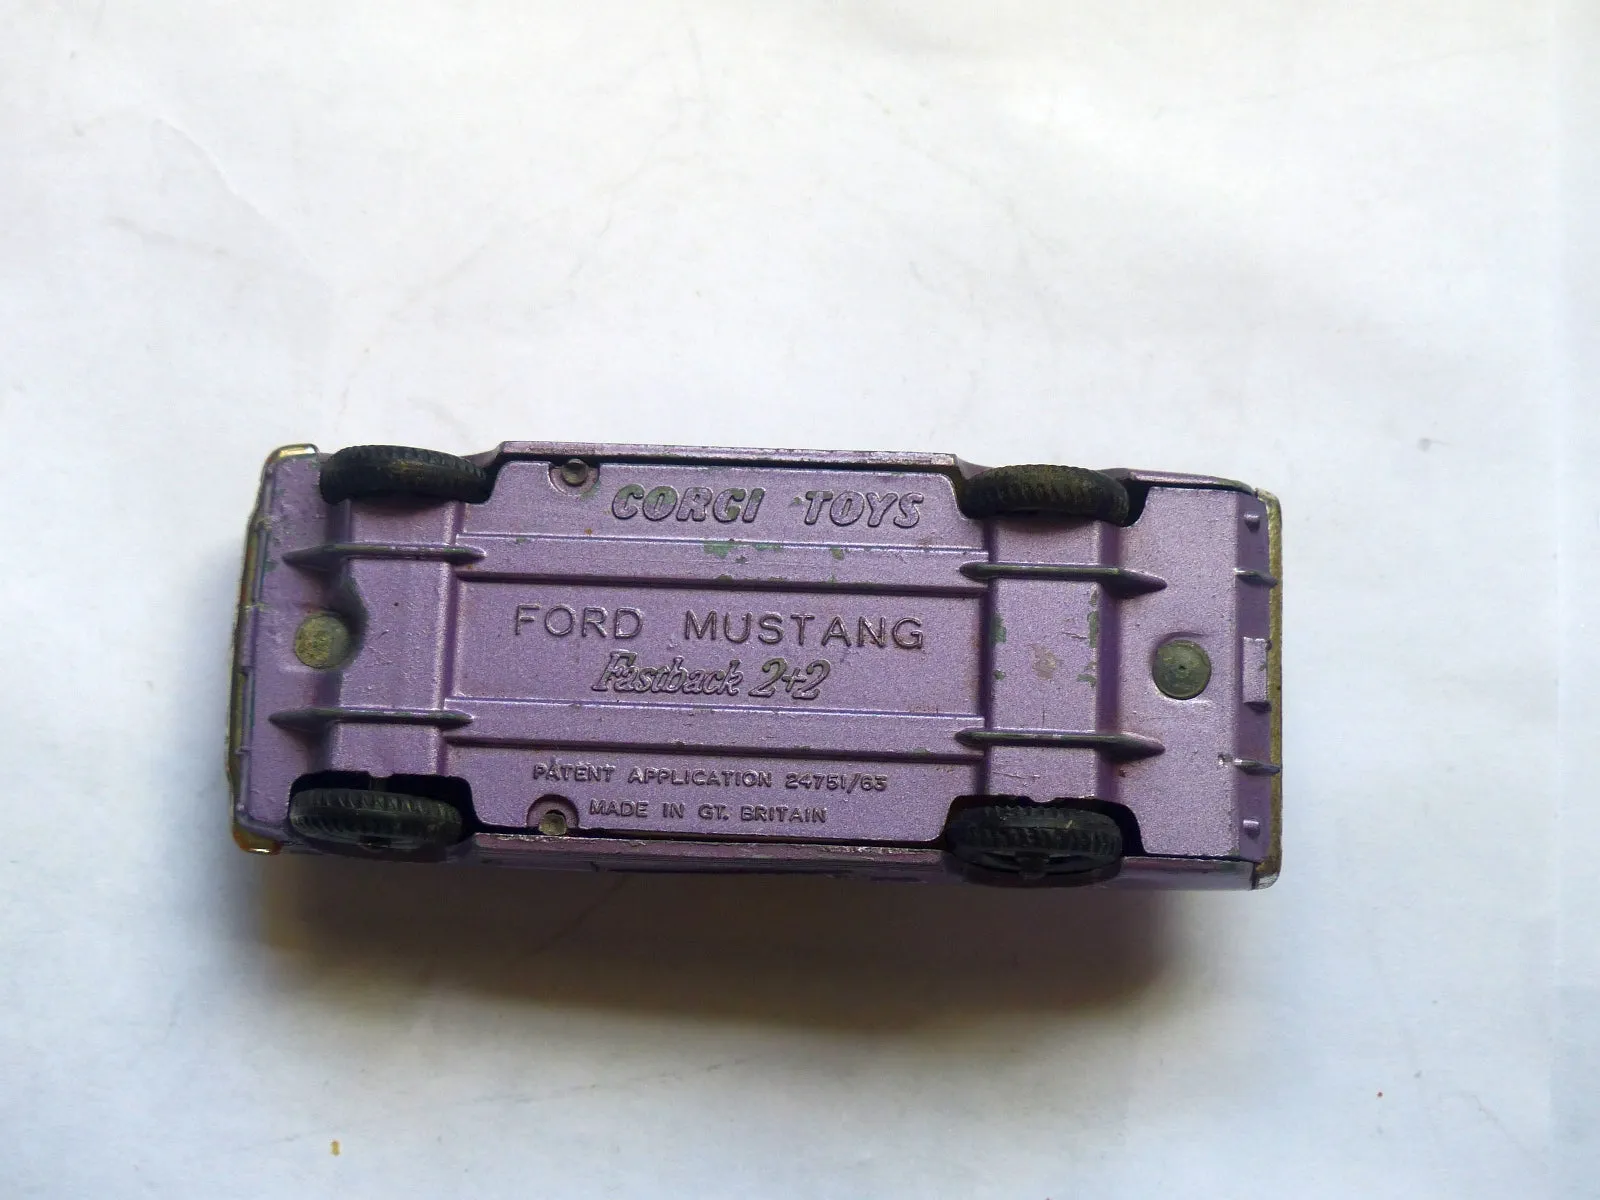 CORGI TOYS
FORD MUSTANG
Fastback 2+2
PATENT APPLICATION 24751/63
MADE IN GT. BRITAIN